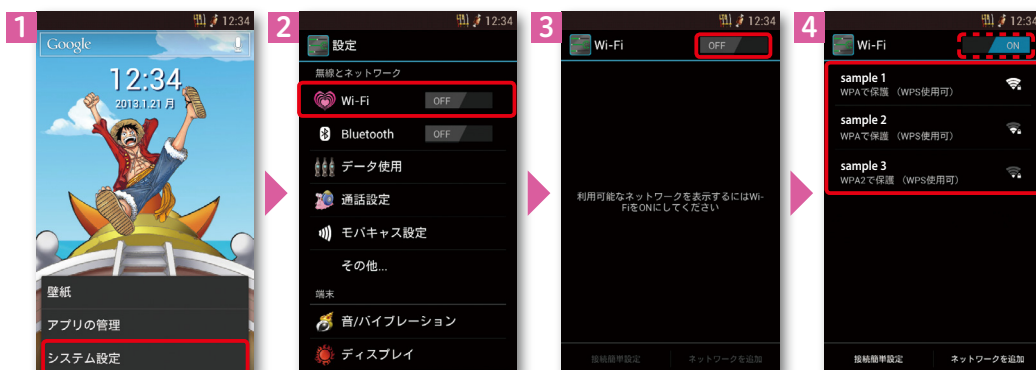 1
12:34
Google
12:34
2013.1.21 月
壁紙
アプリの管理
システム設定
2
12:34
設定
無線とネットワーク
Wi-Fi
OFF
Bluetooth
OFF
データ使用
通話設定
モバキャス設定
その他...
端末
音/バイブレーション
ディスプレイ
3
12:34
Wi-Fi
OFF
利用可能なネットワークを表示するにはWi-
FiをONにしてください
接続簡単設定
ネットワークを追加
4
12:34
Wi-Fi
ON
sample 1
WPAで保護 （WPS使用可）
sample 2
WPAで保護 （WPS使用可）
sample 3
WPA2で保護 （WPS使用可）
接続簡単設定
ネットワークを追加